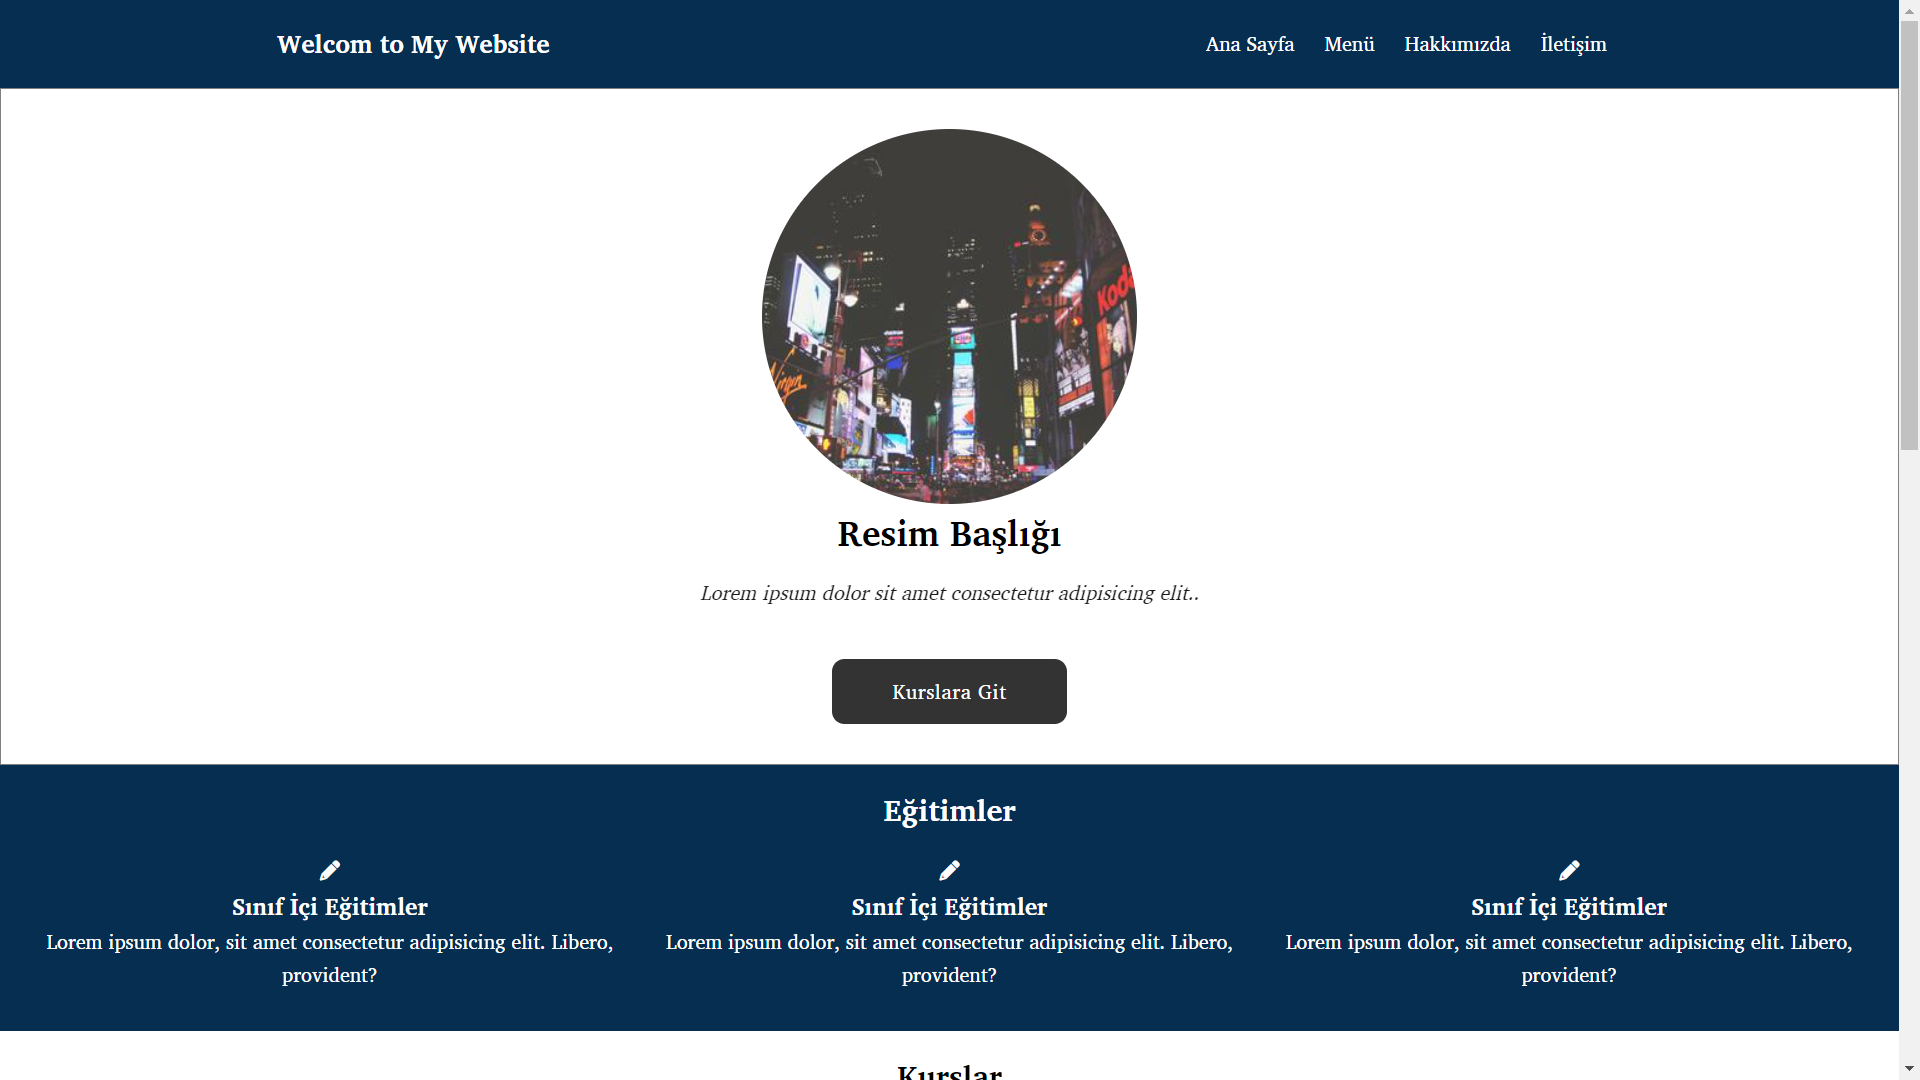 Welcom to My Website
Ana Sayfa Menü Hakkımızda İletişim
Virgin
Koda
Resim Başlığı
Lorem ipsum dolor sit amet consectetur adipisicing elit..
Kurslara Git
Eğitimler
Sınıf İçi Eğitimler
Lorem ipsum dolor, sit amet consectetur adipisicing elit. Libero,
provident?
Sınıf İçi Eğitimler
Lorem ipsum dolor, sit amet consectetur adipisicing elit. Libero,
provident?
Sınıf İçi Eğitimler
Lorem ipsum dolor, sit amet consectetur adipisicing elit. Libero,
provident?
Kurslar